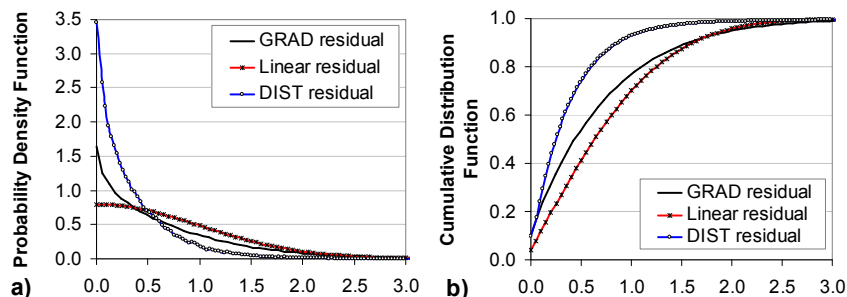 3.5
3.0
2.5
2.0
1.5
1.0
0.5
0.0
Probability Density Function
GRAD residual
Linear residual
DIST residual
0.0 0.5 1.0 1.5 2.0 2.5 3.0
a)
1.0
0.8
0.6
0.4
0.2
0.0
Cumulative Distribution
Function
GRAD residual
Linear residual
DIST residual
0.0 0.5 1.0 1.5 2.0 2.5 3.0
b)